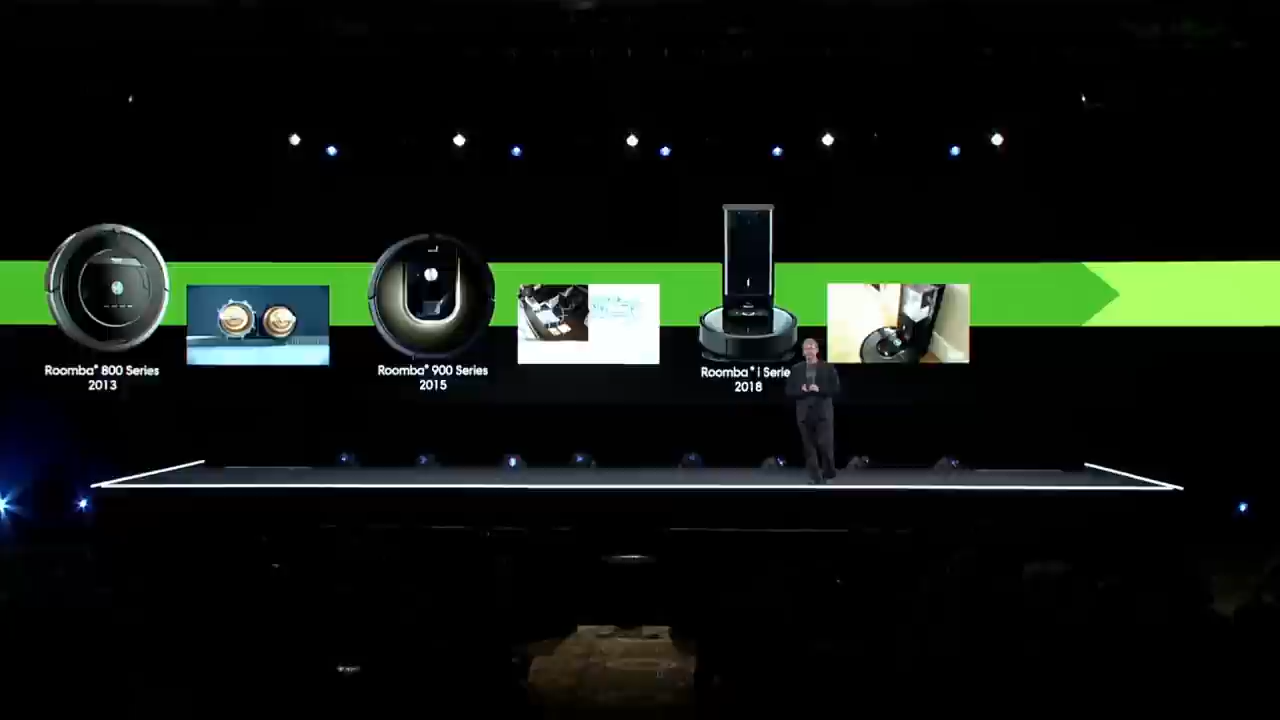 Roomba® 800 Series
2013
Roomba® 900 Series
2015
Roomba® i Serie
2018